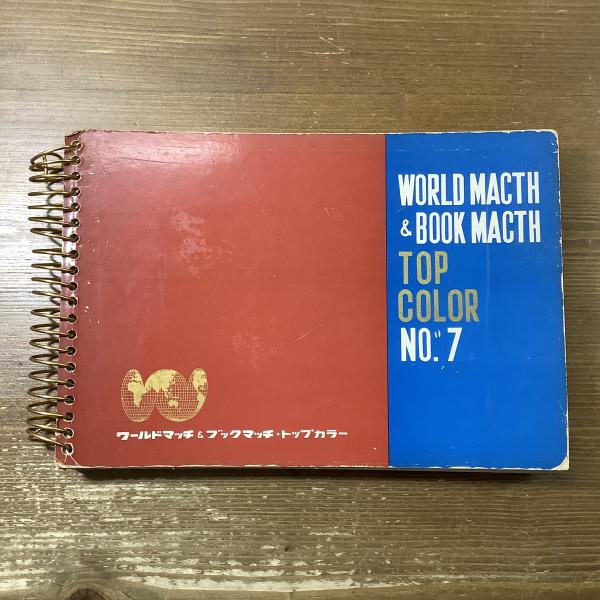 WORLD MACTH
& BOOK MACTH
TOP
COLOR
NO." 7
ワールドマッチ & ブックマッチ・トップカラー